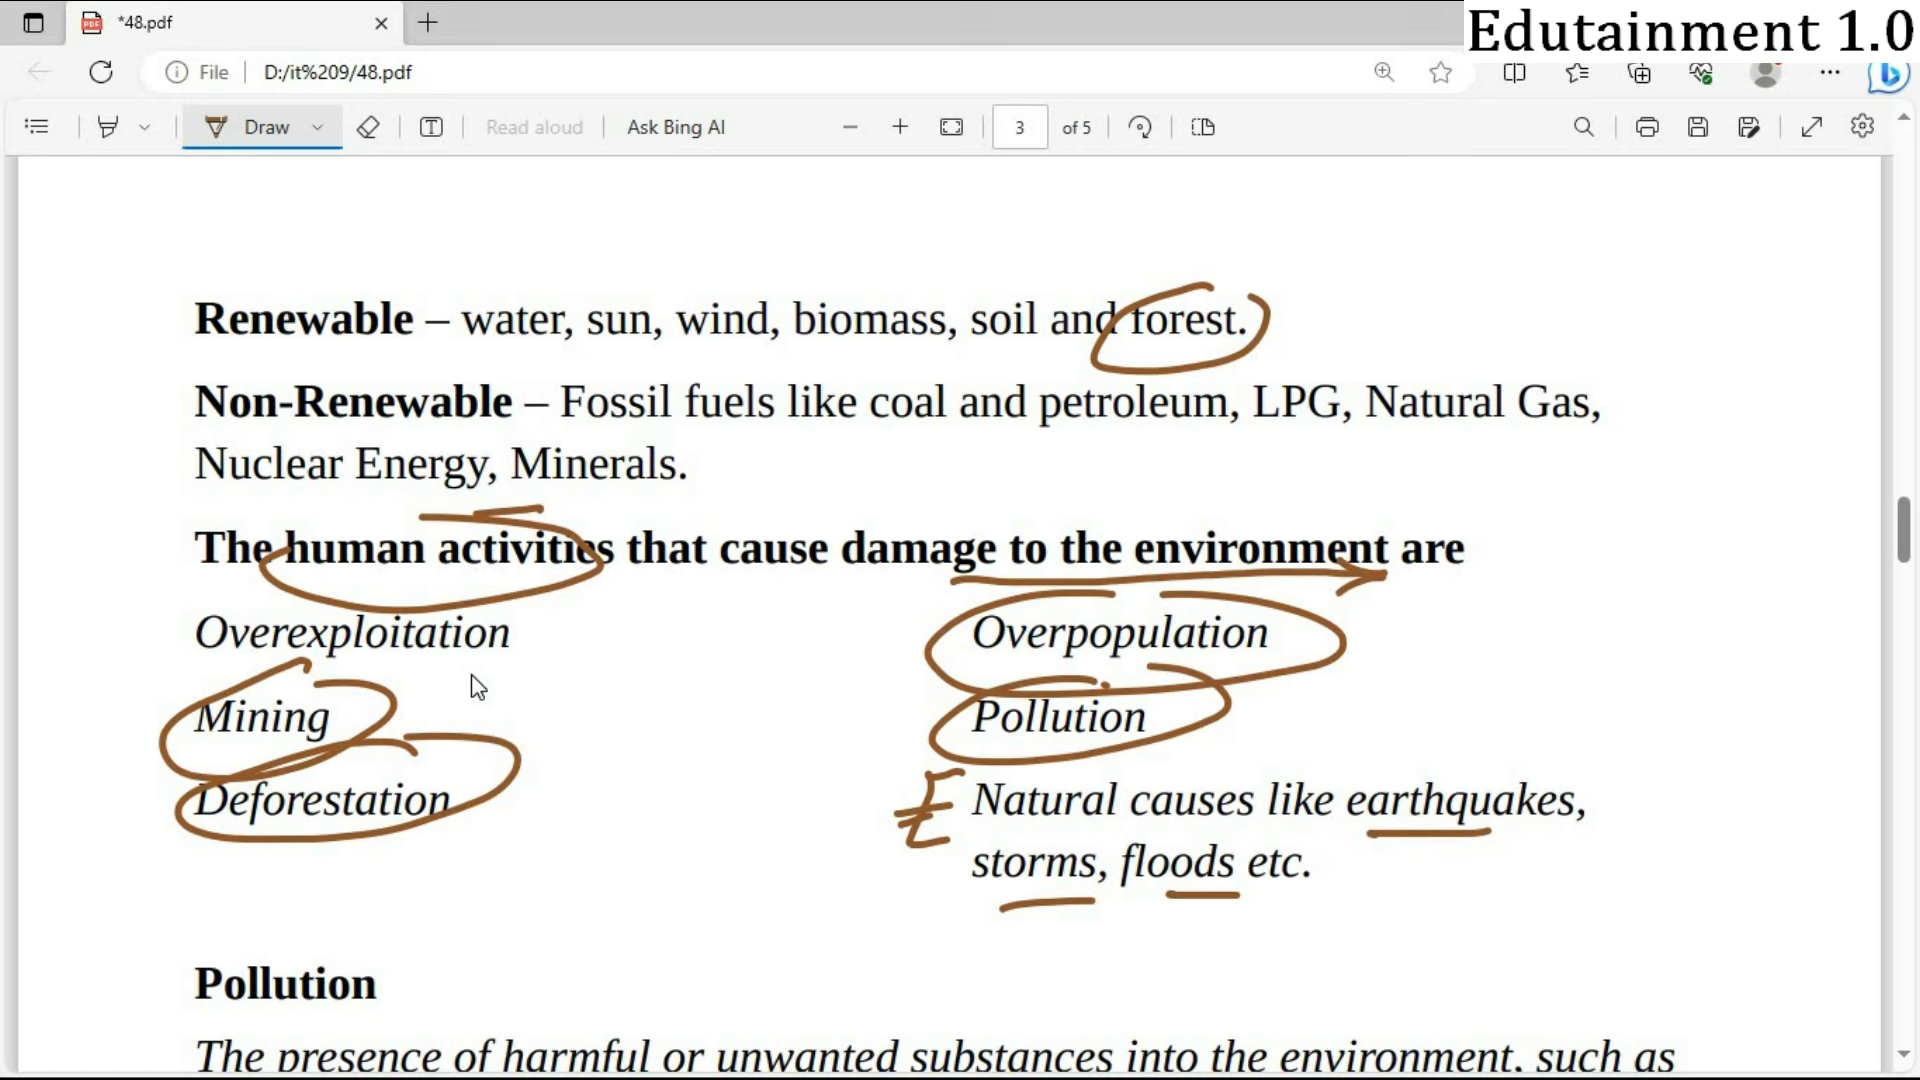 *48.pdf
Edutainment 1.0
File
D:/it%209/48.pdf
Draw
Read aloud
Ask Bing AI
3
of 5
Renewable – water, sun, wind, biomass, soil and forest.
Non-Renewable – Fossil fuels like coal and petroleum, LPG, Natural Gas,
Nuclear Energy, Minerals.
The human activities that cause damage to the environment are
Overexploitation
Overpopulation
Mining
Pollution
Deforestation
Natural causes like earthquakes,
storms, floods etc.
Pollution
The presence of harmful or unwanted substances into the environment, such as